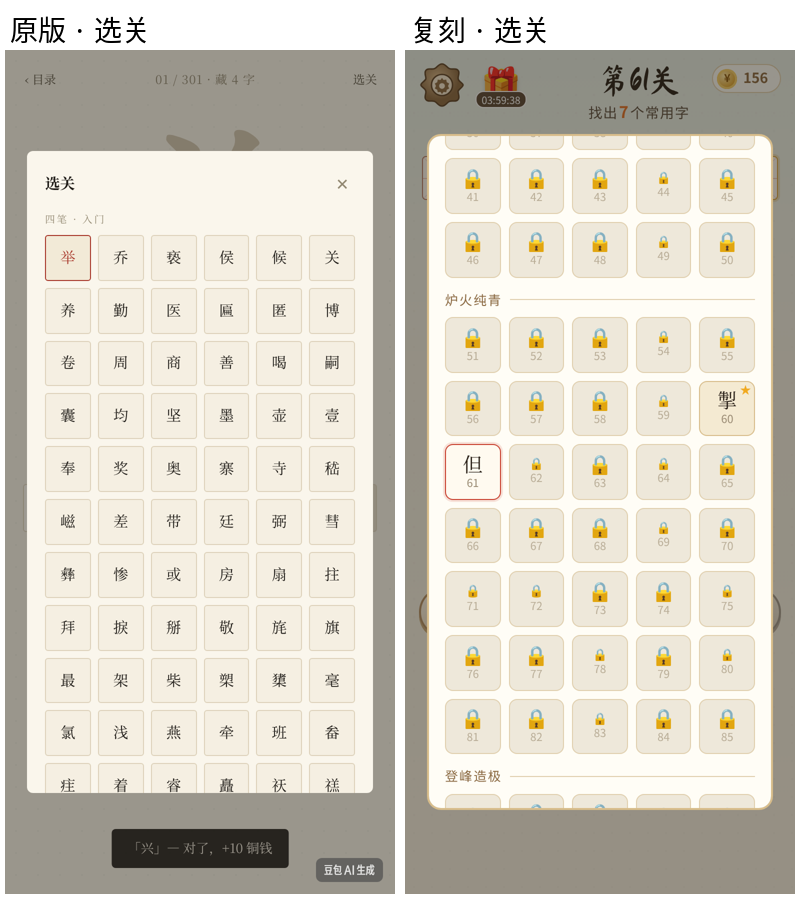 原版 · 选关
‹ 目录
01 / 301 · 藏 4 字
选关
选关
×
四笔 · 入门
举 乔 亵 侯 候 关
养 勤 医 匾 匿 博
卷 周 商 善 喝 嗣
囊 均 坚 墨 壶 壹
奉 奖 奥 寨 寺 嵇
嵫 差 带 廷 弼 彗
彝 惨 或 房 扇 拄
拜 捩 掰 敬 旄 旗
最 架 柴 槊 橥 毫
氯 浅 燕 牵 班 畚
疰 着 睿 矗 祆 禚
「兴」— 对了，+10 铜钱
豆包 AI 生成
复刻 · 选关
03:59:38
第61关
¥ 156
找出7个常用字
41 42 43 44 45
46 47 48 49 50
炉火纯青
51 52 53 54 55
掣
56 57 58 59 60
但
61 62 63 64 65
66 67 68 69 70
71 72 73 74 75
76 77 78 79 80
81 82 83 84 85
登峰造极